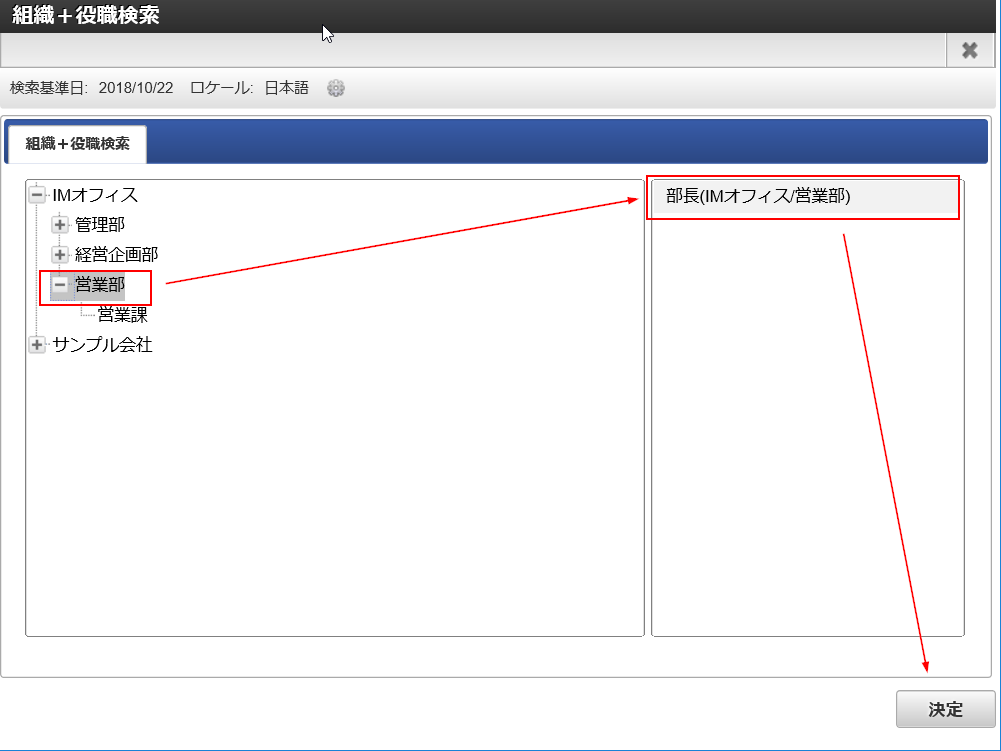 組織＋役職検索
検索基準日: 2018/10/22 ロケール: 日本語
組織＋役職検索
IMオフィス
管理部
経営企画部
営業部
営業課
サンプル会社
部長(IMオフィス/営業部)
決定